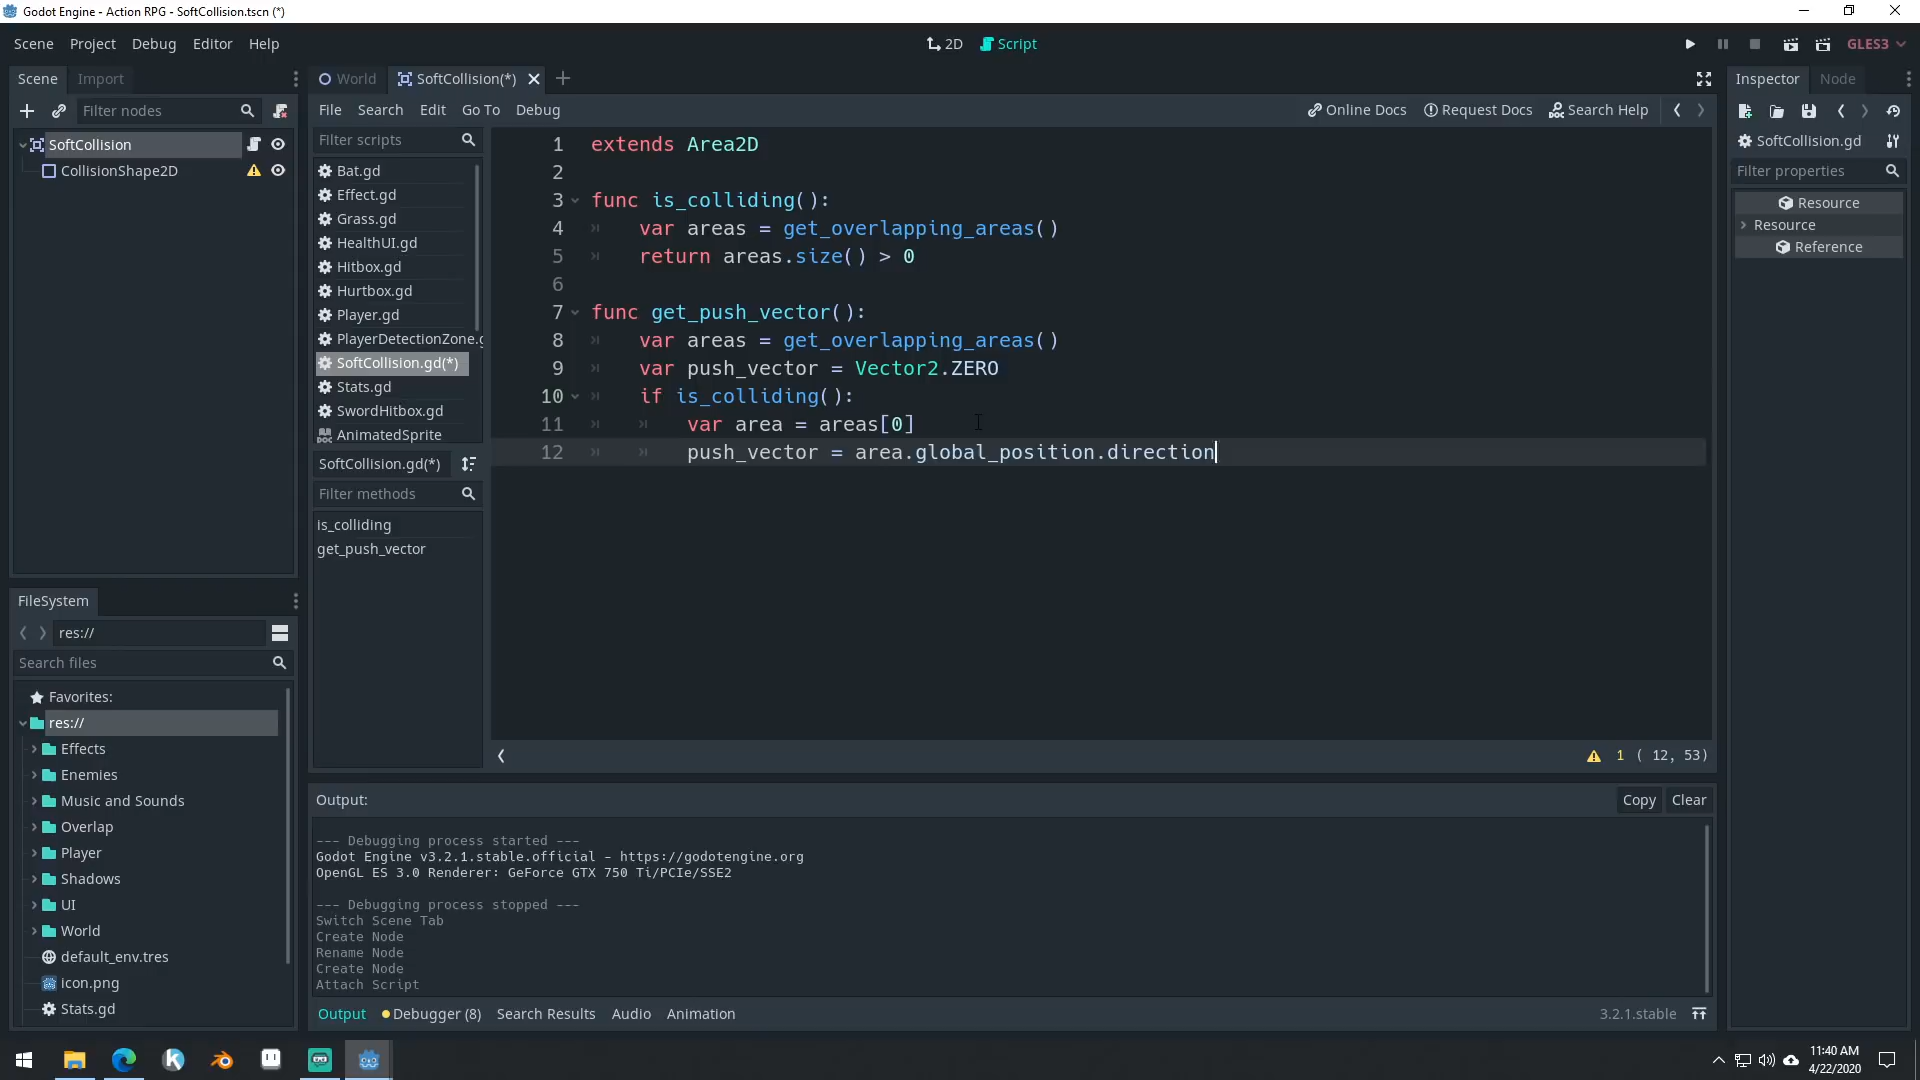 Godot Engine - Action RPG - SoftCollision.tscn (*)
Scene Project Debug Editor Help
2D Script
GLES3
Scene Import
Filter nodes
SoftCollision
CollisionShape2D
World SoftCollision(*)
File Search Edit Go To Debug
Online Docs Request Docs Search Help
Filter scripts
Bat.gd
Effect.gd
Grass.gd
HealthUI.gd
Hitbox.gd
Hurtbox.gd
Player.gd
PlayerDetectionZone.g
SoftCollision.gd(*)
Stats.gd
SwordHitbox.gd
AnimatedSprite
SoftCollision.gd(*)
Filter methods
is_colliding
get_push_vector
1 extends Area2D
2
3 func is_colliding():
4 var areas = get_overlapping_areas()
5 return areas.size() > 0
6
7 func get_push_vector():
8 var areas = get_overlapping_areas()
9 var push_vector = Vector2.ZERO
10 if is_colliding():
11 var area = areas[0]
12 push_vector = area.global_position.direction
1 ( 12, 53)
Inspector Node
SoftCollision.gd
Filter properties
Resource
Resource
Reference
FileSystem
res://
Search files
Favorites:
res://
Effects
Enemies
Music and Sounds
Overlap
Player
Shadows
UI
World
default_env.tres
icon.png
Stats.gd
Output:
Copy Clear
--- Debugging process started ---
Godot Engine v3.2.1.stable.official - https://godotengine.org
OpenGL ES 3.0 Renderer: GeForce GTX 750 Ti/PCIe/SSE2
--- Debugging process stopped ---
Switch Scene Tab
Create Node
Rename Node
Create Node
Attach Script
Output Debugger (8) Search Results Audio Animation
3.2.1.stable
11:40 AM
4/22/2020